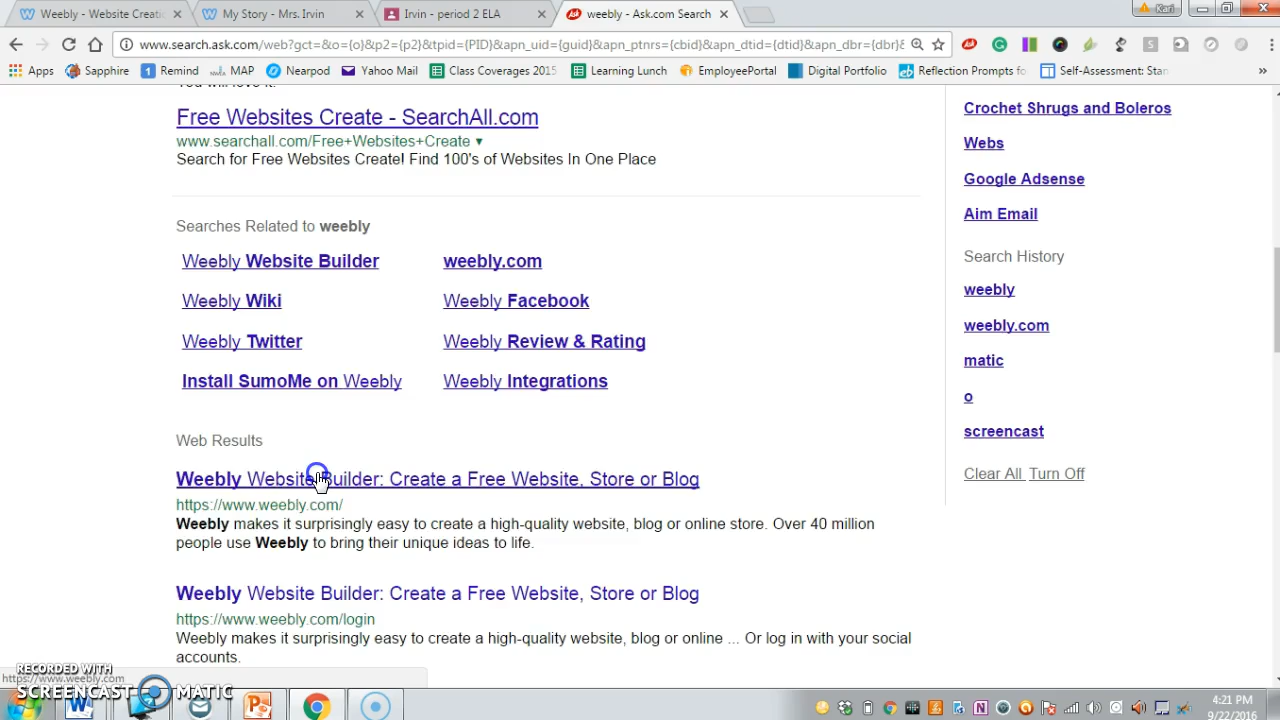 Weebly - Website Creati
My Story - Mrs. Irvin
Irvin - period 2 ELA
weebly - Ask.com Search
Kari
www.search.ask.com/web?gct=&o={o}&p2={p2}&tpid={PID}&apn_uid={guid}&apn_ptnrs={cbid}&apn_dtid={dtid}&apn_dbr={dbr}&
Apps Sapphire Remind MAP Nearpod Yahoo Mail Class Coverages 2015 Learning Lunch EmployeePortal Digital Portfolio Reflection Prompts fo Self-Assessment: Stan »
You will love it.
Free Websites Create - SearchAll.com
www.searchall.com/Free+Websites+Create ▾
Search for Free Websites Create! Find 100's of Websites In One Place
Searches Related to weebly
Weebly Website Builder
weebly.com
Weebly Wiki
Weebly Facebook
Weebly Twitter
Weebly Review & Rating
Install SumoMe on Weebly
Weebly Integrations
Web Results
Weebly Website Builder: Create a Free Website, Store or Blog
https://www.weebly.com/
Weebly makes it surprisingly easy to create a high-quality website, blog or online store. Over 40 million
people use Weebly to bring their unique ideas to life.
Weebly Website Builder: Create a Free Website, Store or Blog
https://www.weebly.com/login
Weebly makes it surprisingly easy to create a high-quality website, blog or online ... Or log in with your social
accounts.
Crochet Shrugs and Boleros
Webs
Google Adsense
Aim Email
Search History
weebly
weebly.com
matic
o
screencast
Clear All Turn Off
https://www.weebly.com
RECORDED WITH
SCREENCAST MATIC
4:21 PM
9/22/2016